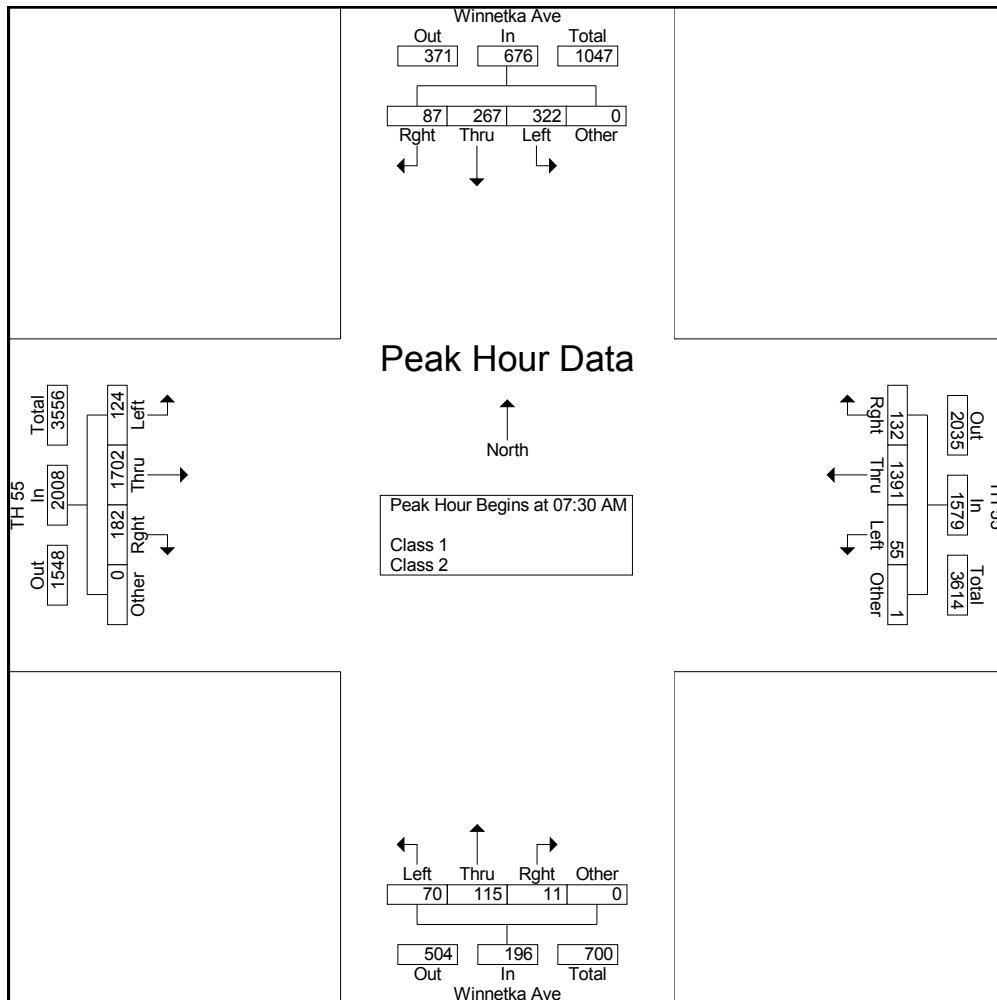 Winnetka Ave
Out In Total
371 676 1047
87 267 322 0
Rght Thru Left Other
Peak Hour Data
North
Peak Hour Begins at 07:30 AM
Class 1
Class 2
TH 55
Total In Out
3556 2008 1548
124 1702 182 0
Left Thru Rght Other
Out In Total
2035 1579 3614
132 1391 55 1
Rght Thru Left Other
Left Thru Rght Other
70 115 11 0
504 196 700
Out In Total
Winnetka Ave